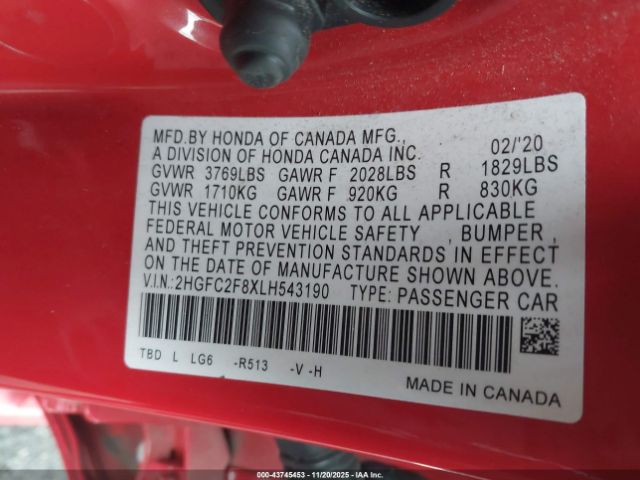 MFD.BY HONDA OF CANADA MFG., 02/'20
A DIVISION OF HONDA CANADA INC.
GVWR 3769LBS GAWR F 2028LBS R 1829LBS
GVWR 1710KG GAWR F 920KG R 830KG
THIS VEHICLE CONFORMS TO ALL APPLICABLE
FEDERAL MOTOR VEHICLE SAFETY , BUMPER ,
AND THEFT PREVENTION STANDARDS IN EFFECT
ON THE DATE OF MANUFACTURE SHOWN ABOVE.
V.I.N.:2HGFC2F8XLH543190 TYPE: PASSENGER CAR
TBD L LG6 -R513 -V -H
MADE IN CANADA
© - 43745453 - 11/20/2025 - IAA Inc.